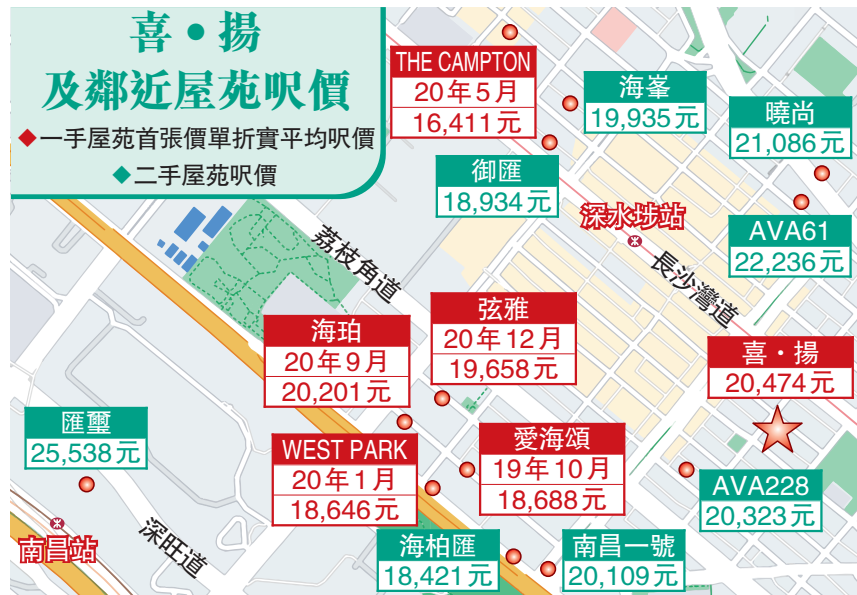 喜•揚
及鄰近屋苑呎價
◆一手屋苑首張價單折實平均呎價
◆二手屋苑呎價
THE CAMPTON
20年5月
16,411元
海峯
19,935元
曉尚
21,086元
御匯
18,934元
深水埗站
AVA61
22,236元
荔枝角道
長沙灣道
海珀
20年9月
20,201元
弦雅
20年12月
19,658元
喜•揚
20,474元
匯璽
25,538元
WEST PARK
20年1月
18,646元
愛海頌
19年10月
18,688元
AVA228
20,323元
南昌站
深旺道
海柏匯
18,421元
南昌一號
20,109元